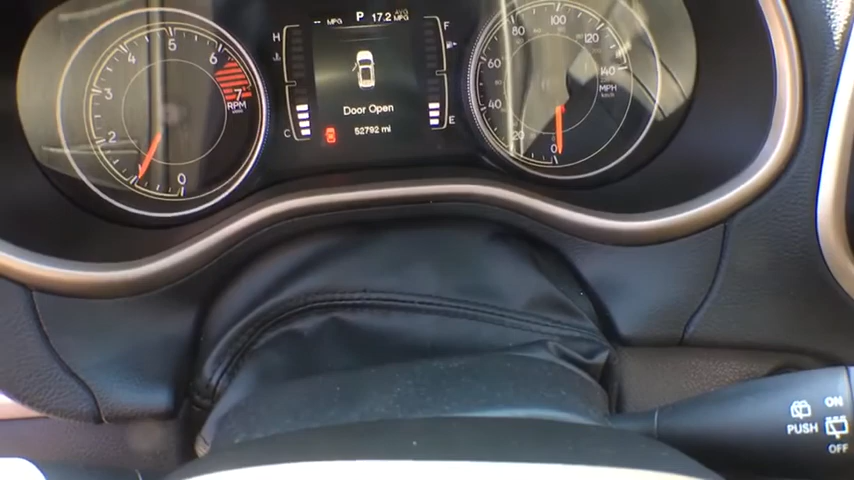 MPG P 17.2 AVG MPG
H F
Door Open
C E
52792 mi
0 1 2 3 4 5 6 7
RPM
0 20 40 60 80 100 120 140
MPH
PUSH
ON
OFF